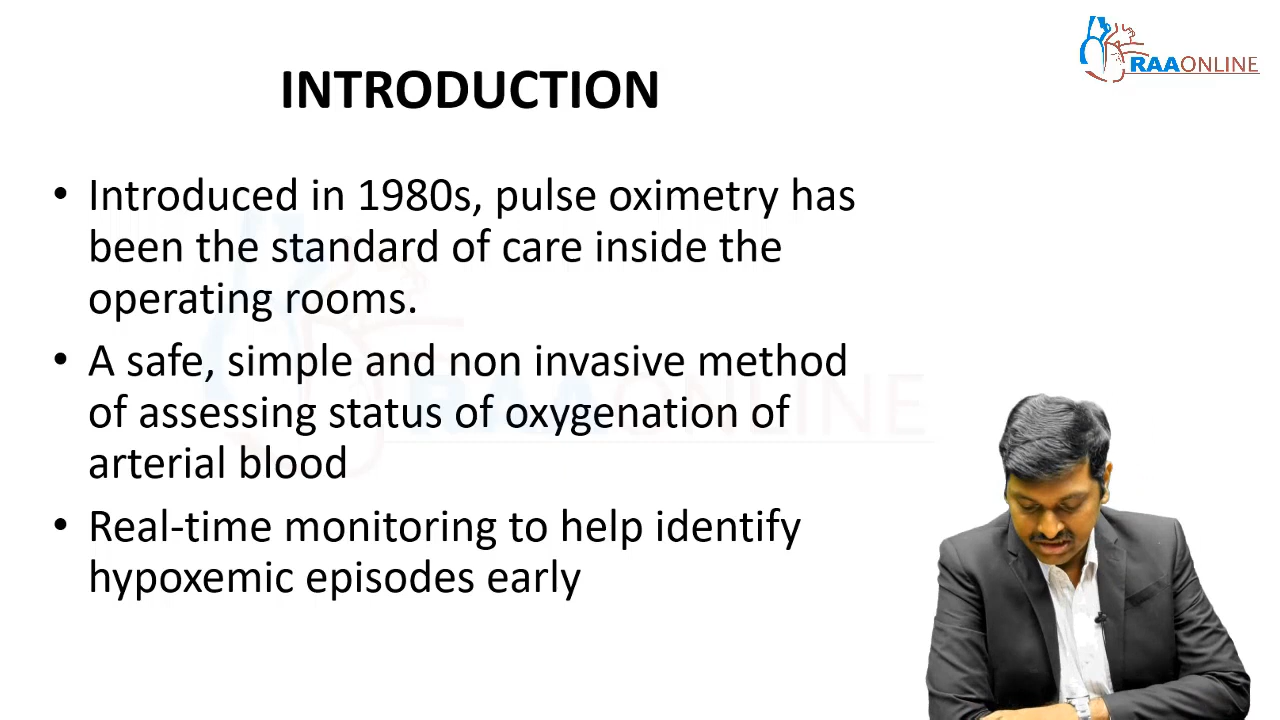 RAAONLINE
INTRODUCTION
• Introduced in 1980s, pulse oximetry has
been the standard of care inside the
operating rooms.
• A safe, simple and non invasive method
of assessing status of oxygenation of
arterial blood
• Real-time monitoring to help identify
hypoxemic episodes early
RAAONLINE